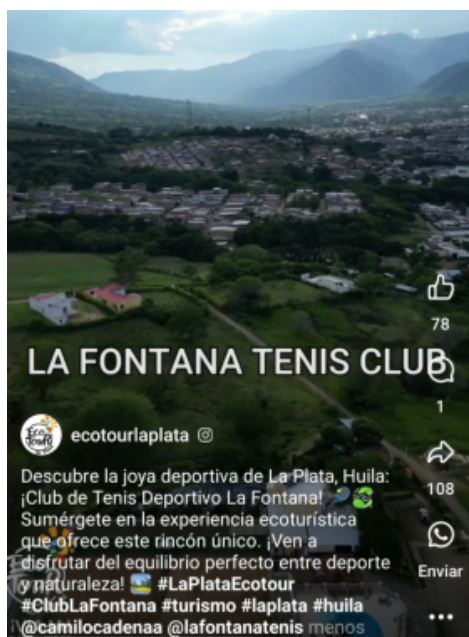 LA FONTANA TENIS CLUB
78
1
ecotourlaplata
108
Descubre la joya deportiva de La Plata, Huila:
¡Club de Tenis Deportivo La Fontana!
Sumérgete en la experiencia ecoturística
que ofrece este rincón único. ¡Ven a
disfrutar del equilibrio perfecto entre deporte
y naturaleza! #LaPlataEcotour
#ClubLaFontana #turismo #laplata #huila
@camilocadenaa @lafontanatenis menos
Enviar